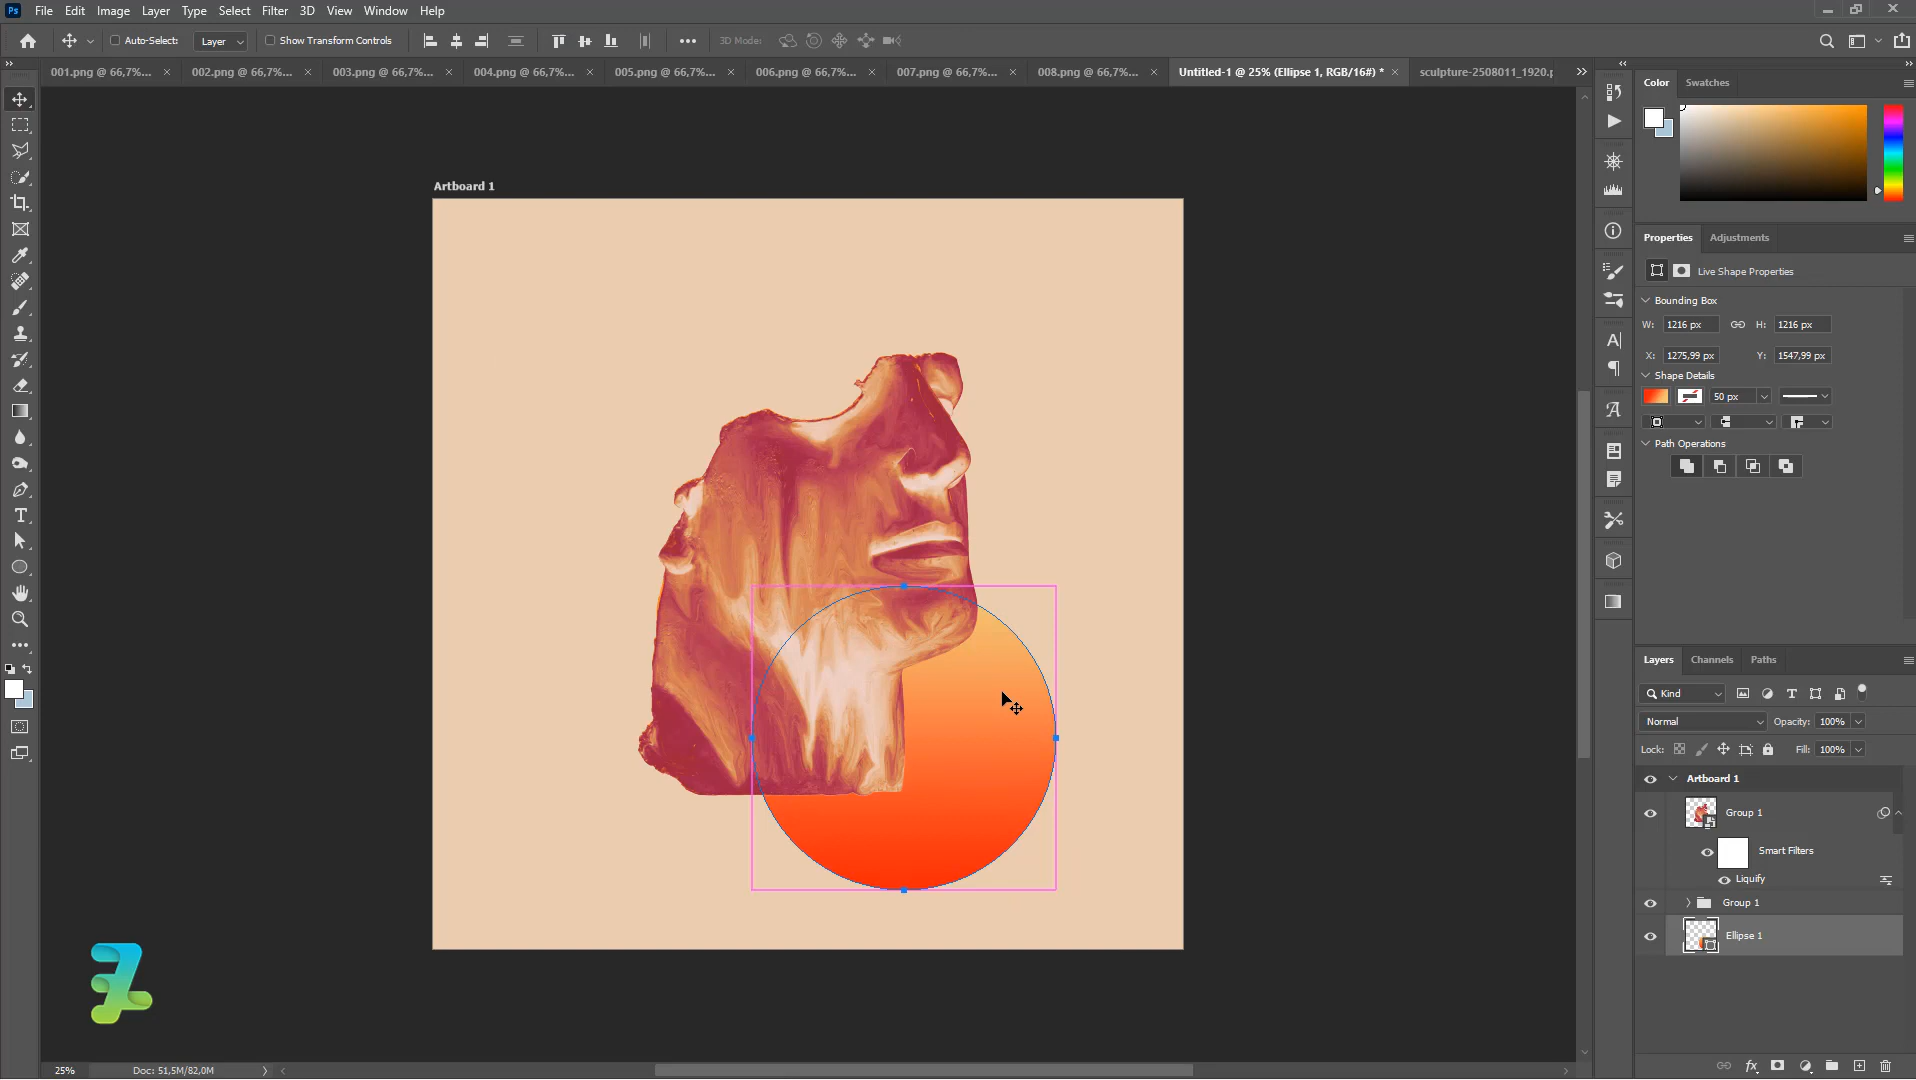 Ps File Edit Image Layer Type Select Filter 3D View Window Help
Auto-Select: Layer Show Transform Controls 3D Mode:
001.png @ 66,7%... × 002.png @ 66,7%... × 003.png @ 66,7%... × 004.png @ 66,7%... × 005.png @ 66,7%... × 006.png @ 66,7%... × 007.png @ 66,7%... × 008.png @ 66,7%... × Untitled-1 @ 25% (Ellipse 1, RGB/16#) * × sculpture-2508011_1920.p
Color Swatches
Artboard 1
Properties Adjustments
Live Shape Properties
Bounding Box
W: 1216 px H: 1216 px
X: 1275,99 px Y: 1547,99 px
Shape Details
50 px
Path Operations
Layers Channels Paths
Kind
Normal Opacity: 100%
Lock: Fill: 100%
Artboard 1
Group 1
Smart Filters
Liquify
Group 1
Ellipse 1
25% Doc: 51,5M/82,0M